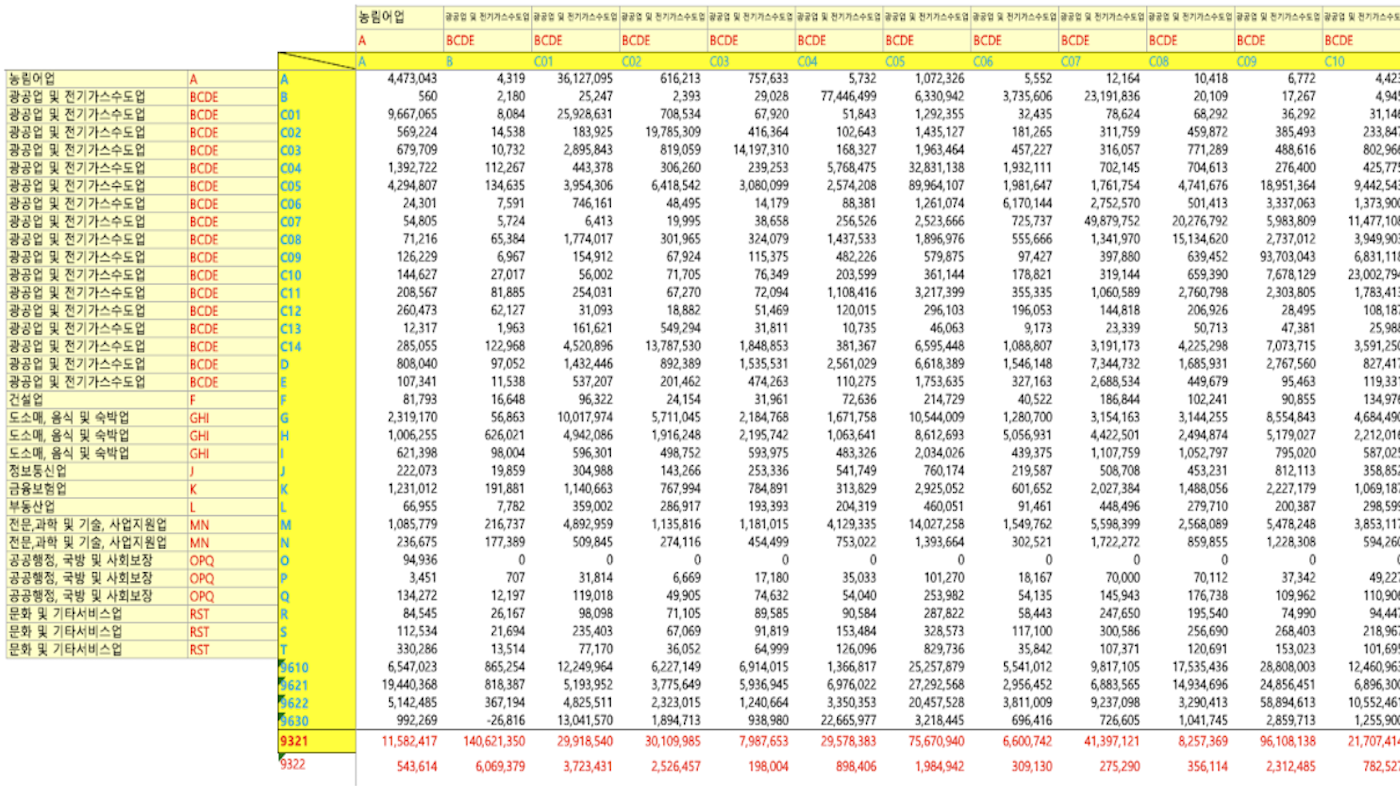 농림어업 광공업 및 전기가스수도업 광공업 및 전기가스수도업 광공업 및 전기가스수도업 광공업 및 전기가스수도업 광공업 및 전기가스수도업 광공업 및 전기가스수도업 광공업 및 전기가스수도업 광공업 및 전기가스수도업 광공업 및 전기가스수도업 광공업 및 전기가스수도업 광공업 및 전기가스수
A BCDE BCDE BCDE BCDE BCDE BCDE BCDE BCDE BCDE BCDE BCDE
A B C01 C02 C03 C04 C05 C06 C07 C08 C09 C10
농림어업 A A 4,473,043 4,319 36,127,095 616,213 757,633 5,732 1,072,326 5,552 12,164 10,418 6,772 4,42
광공업 및 전기가스수도업 BCDE B 560 2,180 25,247 2,393 29,028 77,446,499 6,330,942 3,735,606 23,191,836 20,109 17,267 4,94
광공업 및 전기가스수도업 BCDE C01 9,667,065 8,084 25,928,631 708,534 67,920 51,843 1,292,355 32,435 78,624 68,292 36,292 31,14
광공업 및 전기가스수도업 BCDE C02 569,224 14,538 183,925 19,785,309 416,364 102,643 1,435,127 181,265 311,759 459,872 385,493 233,84
광공업 및 전기가스수도업 BCDE C03 679,709 10,732 2,895,843 819,059 14,197,310 168,327 1,963,464 457,227 316,057 771,289 488,616 802,96
광공업 및 전기가스수도업 BCDE C04 1,392,722 112,267 443,378 306,260 239,253 5,768,475 32,831,138 1,932,111 702,145 704,613 276,400 425,77
광공업 및 전기가스수도업 BCDE C05 4,294,807 134,635 3,954,306 6,418,542 3,080,099 2,574,208 89,964,107 1,981,647 1,761,754 4,741,676 18,951,364 9,442,54
광공업 및 전기가스수도업 BCDE C06 24,301 7,591 746,161 48,495 14,179 88,381 1,261,074 6,170,144 2,752,570 501,413 3,337,063 1,373,90
광공업 및 전기가스수도업 BCDE C07 54,805 5,724 6,413 19,995 38,658 256,526 2,523,666 725,737 49,879,752 20,276,792 5,983,809 11,477,10
광공업 및 전기가스수도업 BCDE C08 71,216 65,384 1,774,017 301,965 324,079 1,437,533 1,896,976 555,666 1,341,970 15,134,620 2,737,012 3,949,90
광공업 및 전기가스수도업 BCDE C09 126,229 6,967 154,912 67,924 115,375 482,226 579,875 97,427 397,880 639,452 93,703,043 6,831,11
광공업 및 전기가스수도업 BCDE C10 144,627 27,017 56,002 71,705 76,349 203,599 361,144 178,821 319,144 659,390 7,678,129 23,002,79
광공업 및 전기가스수도업 BCDE C11 208,567 81,885 254,031 67,270 72,094 1,108,416 3,217,399 355,335 1,060,589 2,760,798 2,303,805 1,783,41
광공업 및 전기가스수도업 BCDE C12 260,473 62,127 31,093 18,882 51,469 120,015 296,103 196,053 144,818 206,926 28,495 108,18
광공업 및 전기가스수도업 BCDE C13 12,317 1,963 161,621 549,294 31,811 10,735 46,063 9,173 23,339 50,713 47,381 25,98
광공업 및 전기가스수도업 BCDE C14 285,055 122,968 4,520,896 13,787,530 1,848,853 381,367 6,595,448 1,088,807 3,191,173 4,225,298 7,073,715 3,591,25
광공업 및 전기가스수도업 BCDE D 808,040 97,052 1,432,446 892,389 1,535,531 2,561,029 6,618,389 1,546,148 7,344,732 1,685,931 2,767,560 827,41
광공업 및 전기가스수도업 BCDE E 107,341 11,538 537,207 201,462 474,263 110,275 1,753,635 327,163 2,688,534 449,679 95,463 119,33
건설업 F F 81,793 16,648 96,322 24,154 31,961 72,636 214,729 40,522 186,844 102,241 90,855 134,97
도소매, 음식 및 숙박업 GHI G 2,319,170 56,863 10,017,974 5,711,045 2,184,768 1,671,758 10,544,009 1,280,700 3,154,163 3,144,255 8,554,843 4,684,49
도소매, 음식 및 숙박업 GHI H 1,006,255 626,021 4,942,086 1,916,248 2,195,742 1,063,641 8,612,693 5,056,931 4,422,501 2,494,874 5,179,027 2,212,01
도소매, 음식 및 숙박업 GHI I 621,398 98,004 596,301 498,752 593,975 483,326 2,034,026 439,375 1,107,759 1,052,797 795,020 587,02
정보통신업 J J 222,073 19,859 304,988 143,266 253,336 541,749 760,174 219,587 508,708 453,231 812,113 358,85
금융보험업 K K 1,231,012 191,881 1,140,663 767,994 784,891 313,829 2,925,052 601,652 2,027,384 1,488,056 2,227,179 1,069,18
부동산업 L L 66,955 7,782 359,002 286,917 193,393 204,319 460,051 91,461 448,496 279,710 200,387 298,59
전문,과학 및 기술, 사업지원업 MN M 1,085,779 216,737 4,892,959 1,135,816 1,181,015 4,129,335 14,027,258 1,549,762 5,598,399 2,568,089 5,478,248 3,853,11
전문,과학 및 기술, 사업지원업 MN N 236,675 177,389 509,845 274,116 454,499 753,022 1,393,664 302,521 1,722,272 859,855 1,228,308 594,26
공공행정, 국방 및 사회보장 OPQ O 94,936 0 0 0 0 0 0 0 0 0 0
공공행정, 국방 및 사회보장 OPQ P 3,451 707 31,814 6,669 17,180 35,033 101,270 18,167 70,000 70,112 37,342 49,22
공공행정, 국방 및 사회보장 OPQ Q 134,272 12,197 119,018 49,905 74,632 54,040 253,982 54,135 145,943 176,738 109,962 110,90
문화 및 기타서비스업 RST R 84,545 26,167 98,098 71,105 89,585 90,584 287,822 58,443 247,650 195,540 74,990 94,44
문화 및 기타서비스업 RST S 112,534 21,694 235,403 67,069 91,819 153,484 328,573 117,100 300,586 256,690 268,403 218,96
문화 및 기타서비스업 RST T 330,286 13,514 77,170 36,052 64,999 126,096 829,736 35,842 107,371 120,691 153,023 101,69
9610 6,547,023 865,254 12,249,964 6,227,149 6,914,015 1,366,817 25,257,879 5,541,012 9,817,105 17,535,436 28,808,003 12,460,96
9621 19,440,368 818,387 5,193,952 3,775,649 5,936,945 6,976,022 27,292,568 2,956,452 6,883,565 14,934,696 24,856,451 6,896,30
9622 5,142,485 367,194 4,825,511 2,323,015 1,240,664 3,350,353 20,457,528 3,811,009 9,237,098 3,290,413 58,894,613 10,552,46
9630 992,269 -26,816 13,041,570 1,894,713 938,980 22,665,977 3,218,445 696,416 726,605 1,041,745 2,859,713 1,255,90
9321 11,582,417 140,621,350 29,918,540 30,109,985 7,987,653 29,578,383 75,670,940 6,600,742 41,397,121 8,257,369 96,108,138 21,707,41
9322 543,614 6,069,379 3,723,431 2,526,457 198,004 898,406 1,984,942 309,130 275,290 356,114 2,312,485 782,52